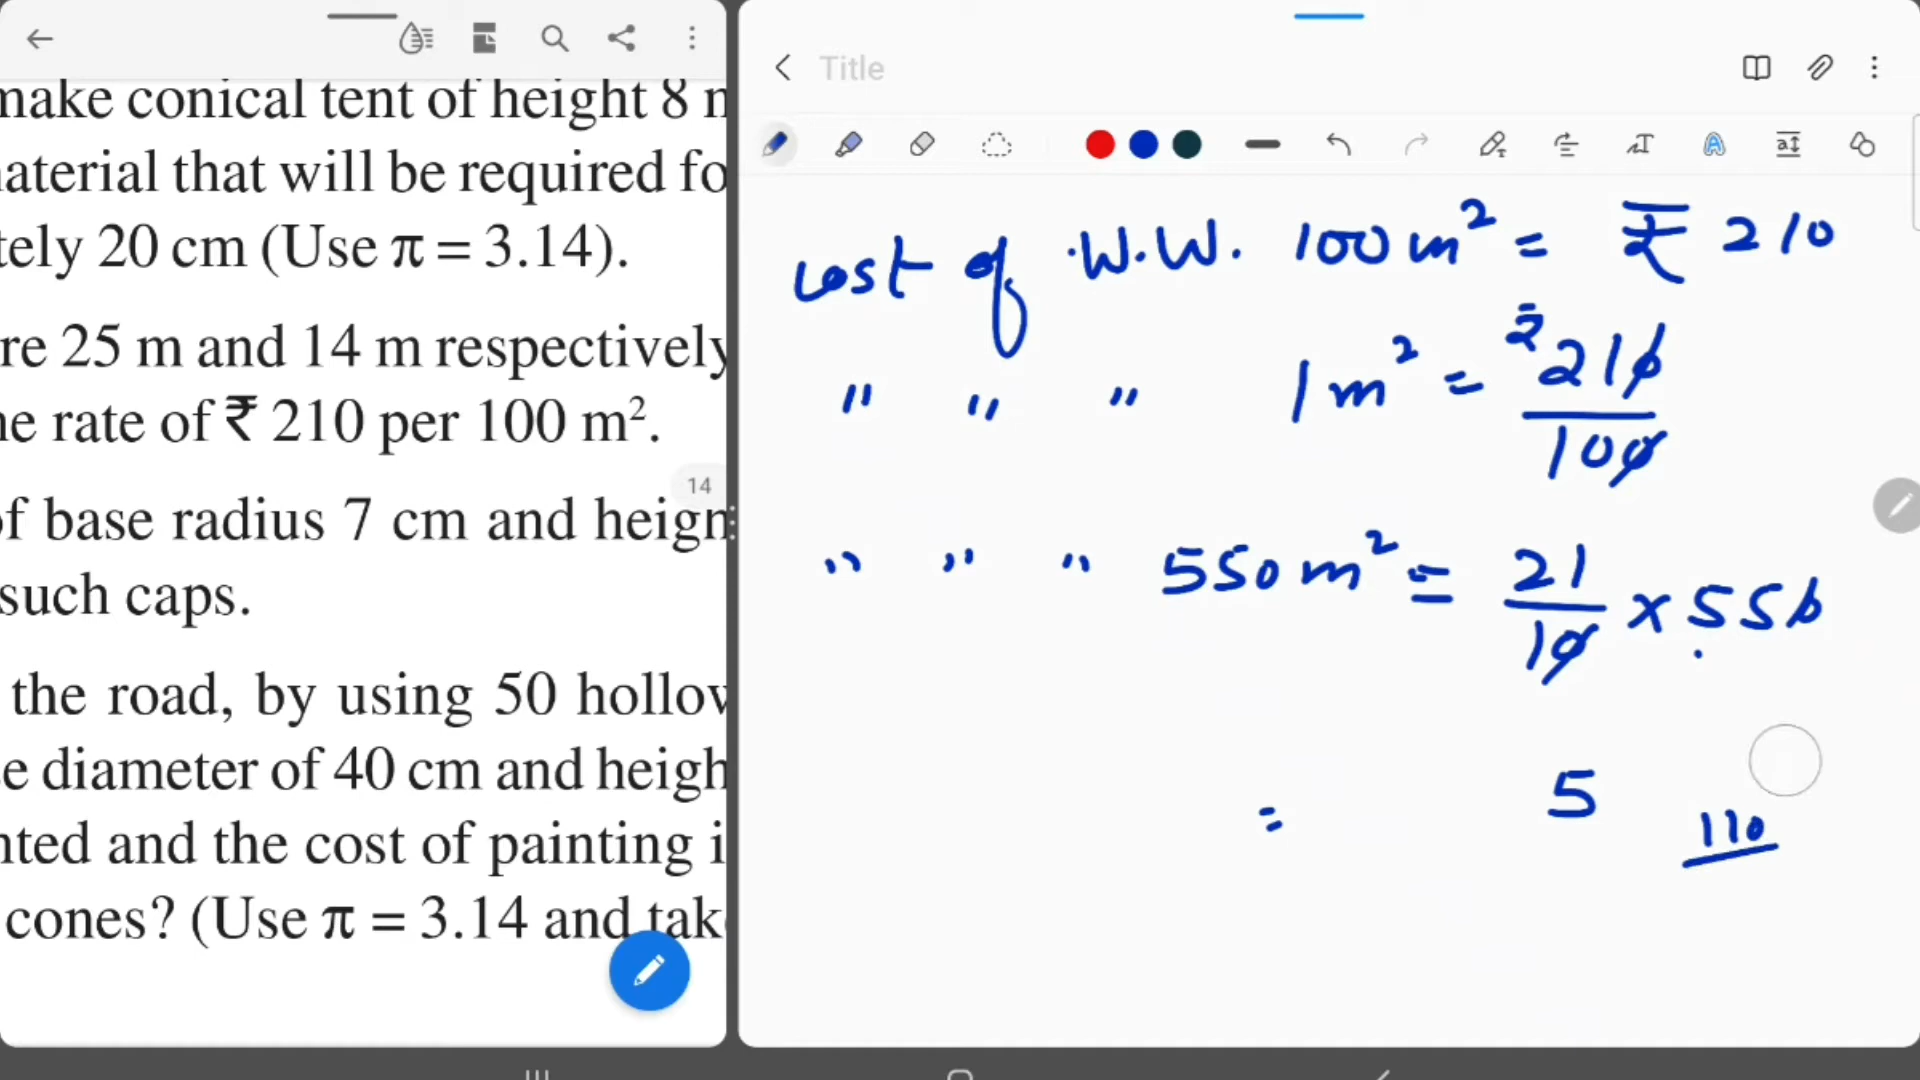 make conical tent of height 8 m
aterial that will be required fo
tely 20 cm (Use π = 3.14).
re 25 m and 14 m respectively
e rate of ₹ 210 per 100 m².
14
f base radius 7 cm and heigh
such caps.
the road, by using 50 hollow
e diameter of 40 cm and heigh
nted and the cost of painting i
cones? (Use π = 3.14 and tak
Title
cost of W.W. 100 m² = ₹ 210
" " " 1 m² = ₹ 210/100
" " " 550 m² = 21/10 × 550
= 5 110